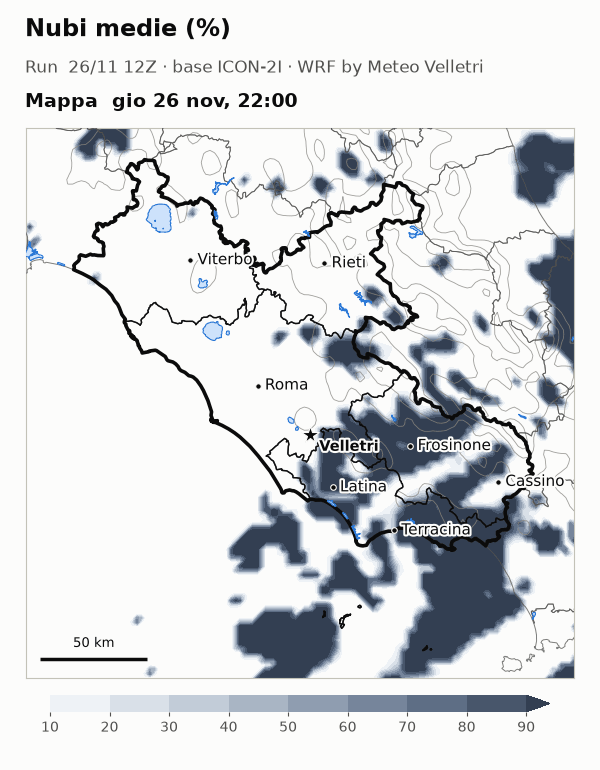 Nubi medie (%)
Run  26/11 12Z · base ICON-2I · WRF by Meteo Velletri
Mappa  gio 26 nov, 22:00
Viterbo
Rieti
Roma
Velletri
Frosinone
Latina
Cassino
Terracina
50 km
10 20 30 40 50 60 70 80 90